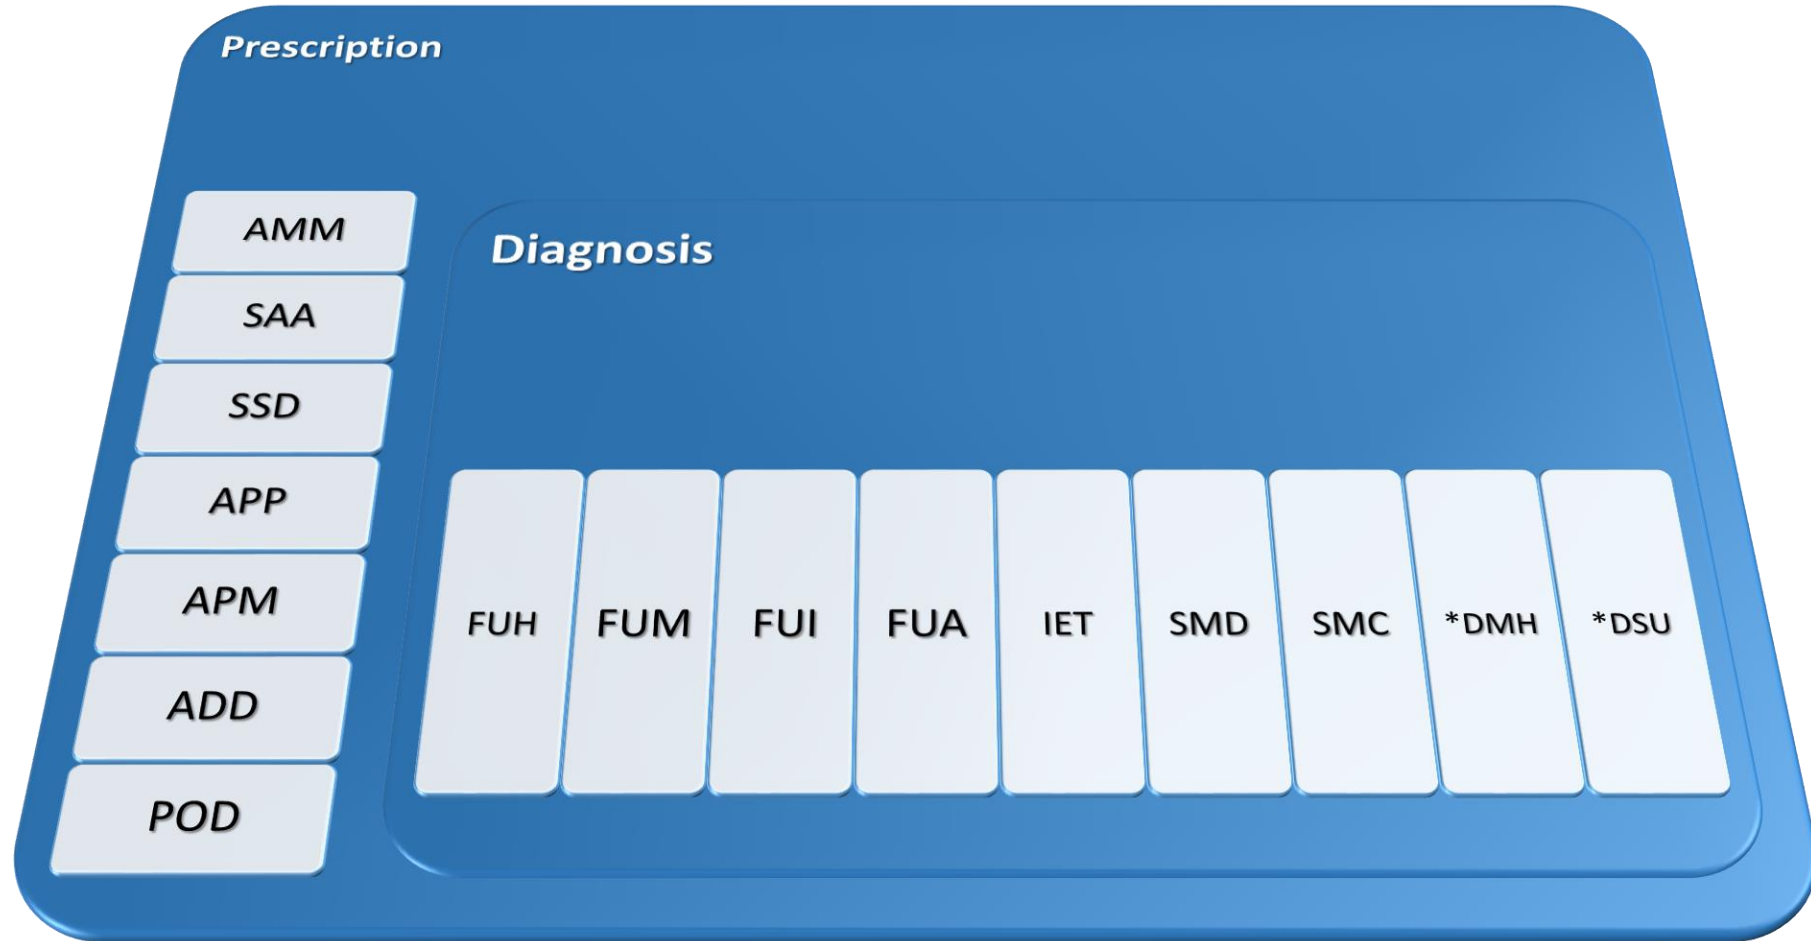 Prescription
AMM
SAA
SSD
APP
APM
ADD
POD
Diagnosis
FUH
FUM
FUI
FUA
IET
SMD
SMC
*DMH
*DSU